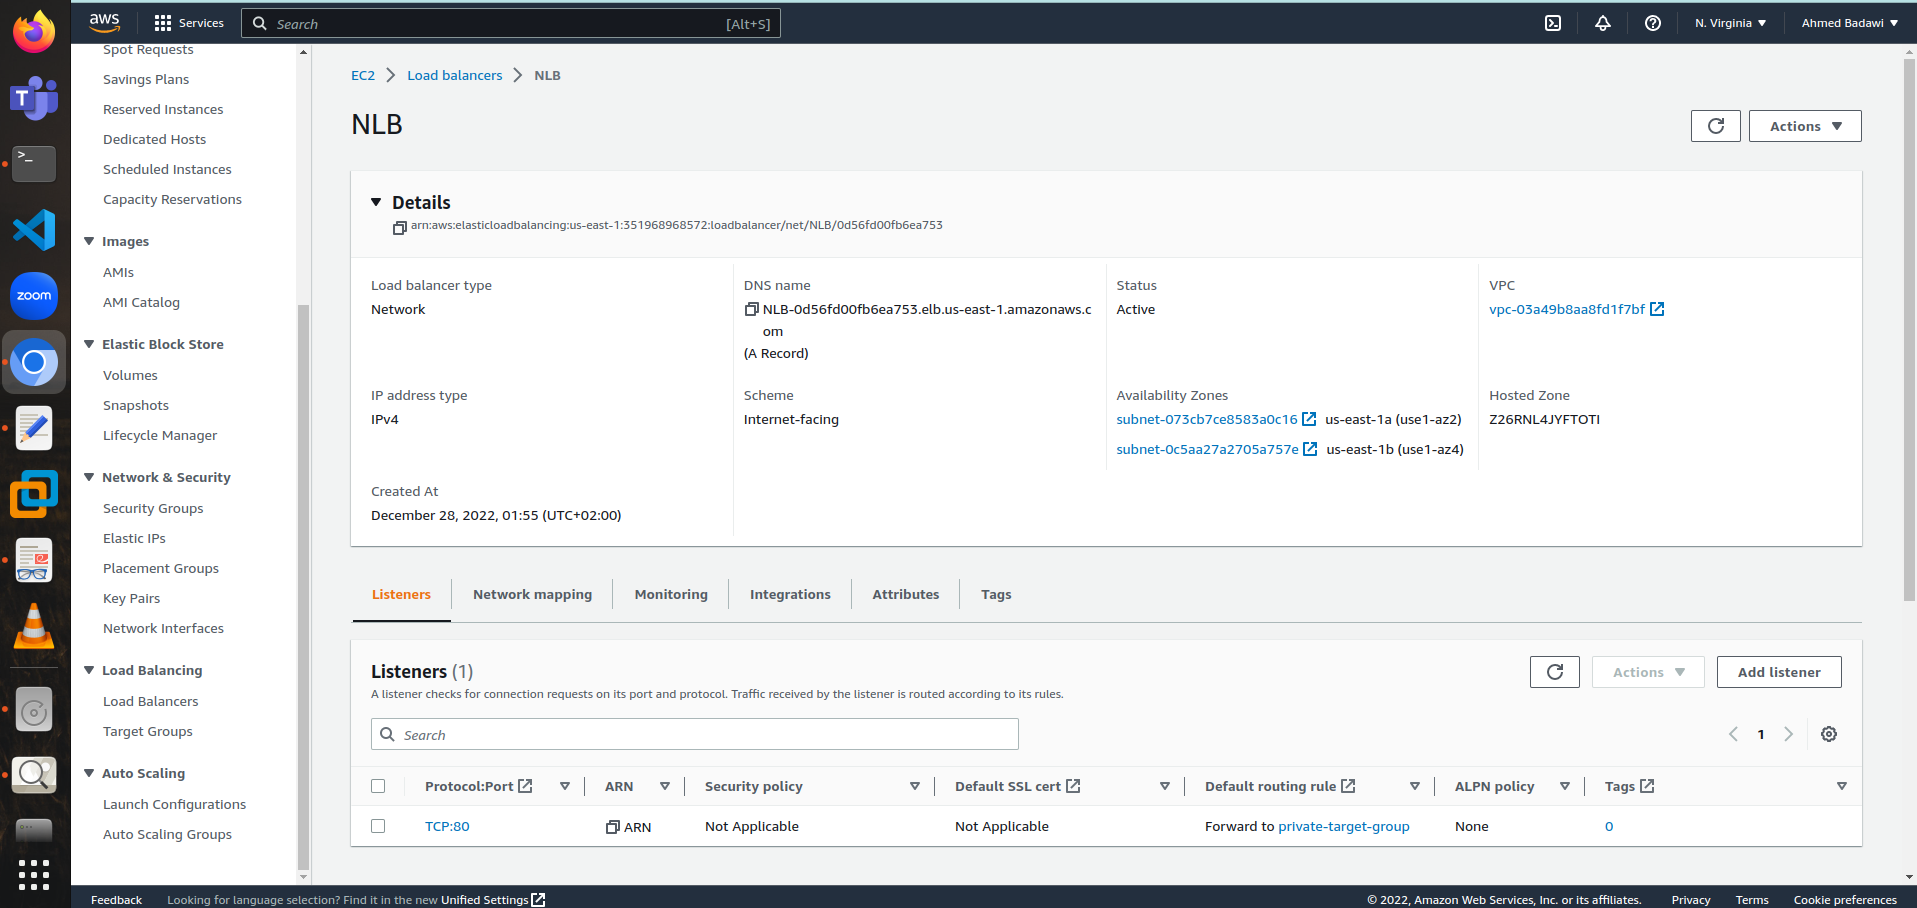 aws
Services
Search
[Alt+S]
N. Virginia
Ahmed Badawi
Spot Requests
Savings Plans
Reserved Instances
Dedicated Hosts
Scheduled Instances
Capacity Reservations
Images
AMIs
AMI Catalog
Elastic Block Store
Volumes
Snapshots
Lifecycle Manager
Network & Security
Security Groups
Elastic IPs
Placement Groups
Key Pairs
Network Interfaces
Load Balancing
Load Balancers
Target Groups
Auto Scaling
Launch Configurations
Auto Scaling Groups
zoom
EC2 > Load balancers > NLB
NLB
Actions
Details
arn:aws:elasticloadbalancing:us-east-1:351968968572:loadbalancer/net/NLB/0d56fd00fb6ea753
Load balancer type
Network
DNS name
NLB-0d56fd00fb6ea753.elb.us-east-1.amazonaws.c
om
(A Record)
Status
Active
VPC
vpc-03a49b8aa8fd1f7bf
IP address type
IPv4
Scheme
Internet-facing
Availability Zones
subnet-073cb7ce8583a0c16 us-east-1a (use1-az2)
subnet-0c5aa27a2705a757e us-east-1b (use1-az4)
Hosted Zone
Z26RNL4JYFTOTI
Created At
December 28, 2022, 01:55 (UTC+02:00)
Listeners
Network mapping
Monitoring
Integrations
Attributes
Tags
Listeners (1)
A listener checks for connection requests on its port and protocol. Traffic received by the listener is routed according to its rules.
Actions
Add listener
Search
1
Protocol:Port
ARN
Security policy
Default SSL cert
Default routing rule
ALPN policy
Tags
TCP:80
ARN
Not Applicable
Not Applicable
Forward to private-target-group
None
0
Feedback
Looking for language selection? Find it in the new Unified Settings
© 2022, Amazon Web Services, Inc. or its affiliates.
Privacy
Terms
Cookie preferences